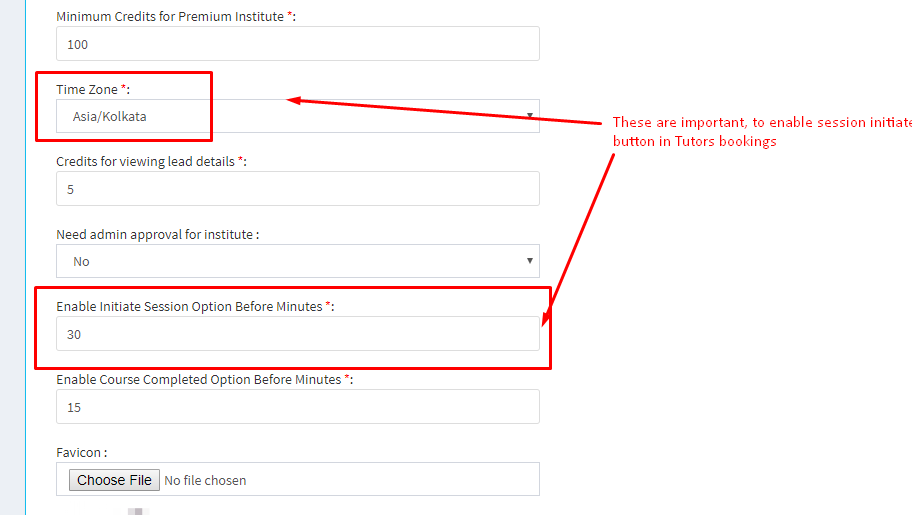 Minimum Credits for Premium Institute *:
100
Time Zone *:
Asia/Kolkata
These are important, to enable session initiate
button in Tutors bookings
Credits for viewing lead details *:
5
Need admin approval for institute :
No
Enable Initiate Session Option Before Minutes *:
30
Enable Course Completed Option Before Minutes *:
15
Favicon :
Choose File No file chosen